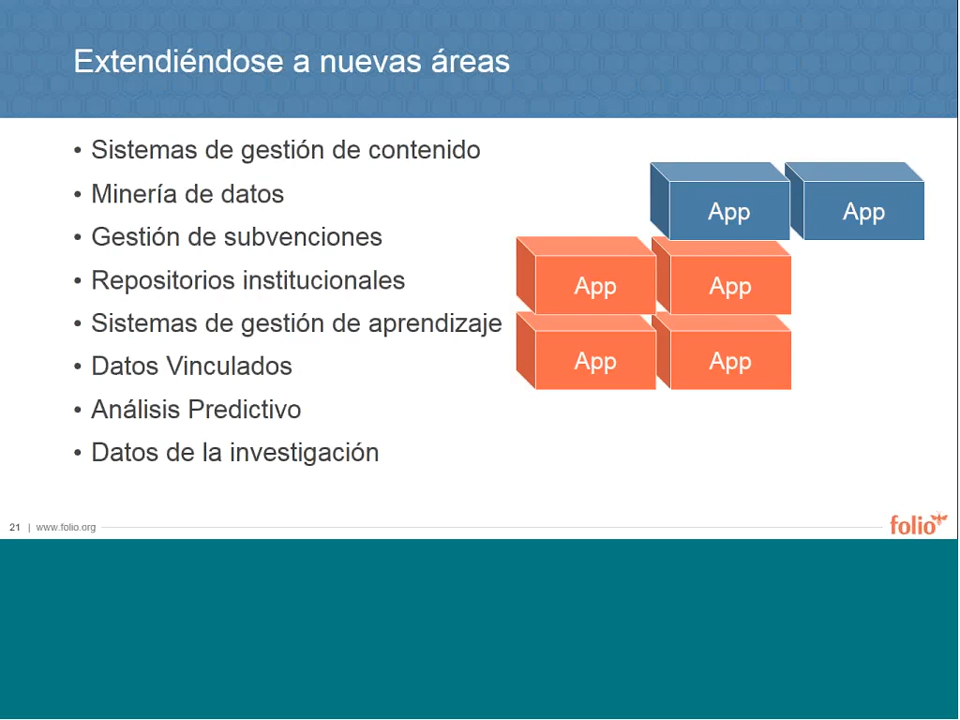 Extendiéndose a nuevas áreas
• Sistemas de gestión de contenido
• Minería de datos
• Gestión de subvenciones
• Repositorios institucionales
• Sistemas de gestión de aprendizaje
• Datos Vinculados
• Análisis Predictivo
• Datos de la investigación
App App
App App
App App
21 | www.folio.org
folio